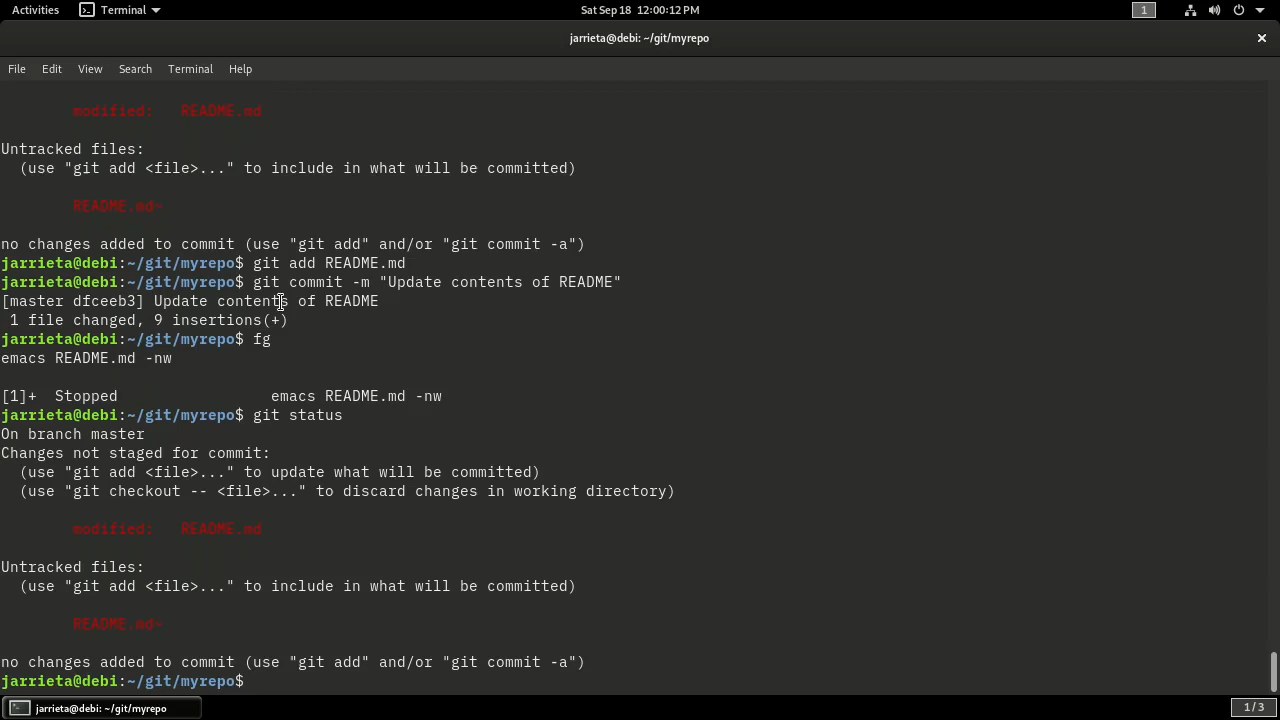 Activities Terminal Sat Sep 18 12:00:12 PM 1
jarrieta@debi: ~/git/myrepo
File Edit View Search Terminal Help
modified: README.md
Untracked files:
(use "git add <file>..." to include in what will be committed)
README.md~
no changes added to commit (use "git add" and/or "git commit -a")
jarrieta@debi:~/git/myrepo$ git add README.md
jarrieta@debi:~/git/myrepo$ git commit -m "Update contents of README"
[master dfceeb3] Update contents of README
1 file changed, 9 insertions(+)
jarrieta@debi:~/git/myrepo$ fg
emacs README.md -nw
[1]+ Stopped emacs README.md -nw
jarrieta@debi:~/git/myrepo$ git status
On branch master
Changes not staged for commit:
(use "git add <file>..." to update what will be committed)
(use "git checkout -- <file>..." to discard changes in working directory)
modified: README.md
Untracked files:
(use "git add <file>..." to include in what will be committed)
README.md~
no changes added to commit (use "git add" and/or "git commit -a")
jarrieta@debi:~/git/myrepo$
jarrieta@debi: ~/git/myrepo 1 / 3